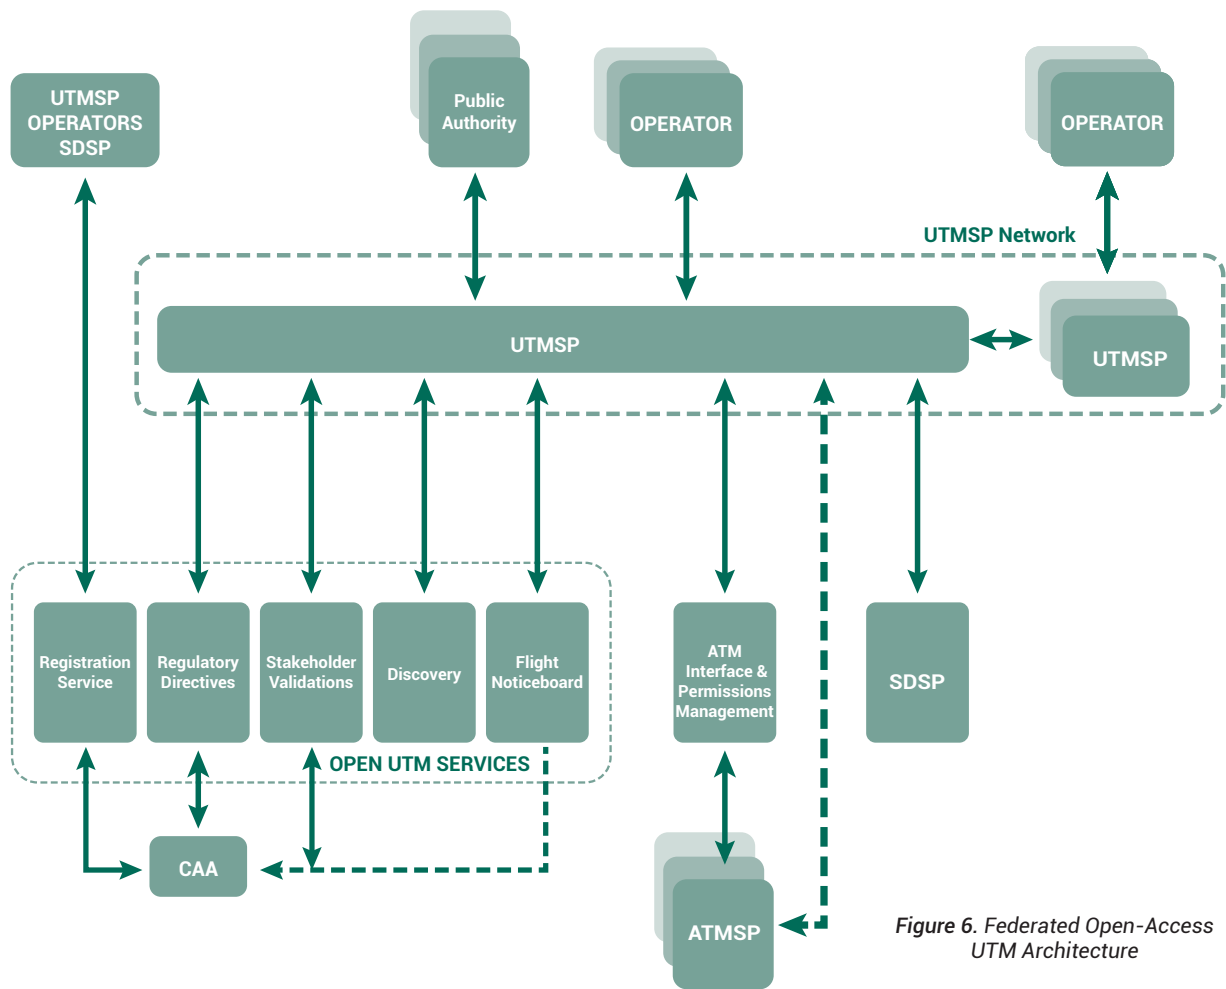 UTMSP
OPERATORS
SDSP
Public
Authority
OPERATOR
OPERATOR
UTMSP Network
UTMSP
UTMSP
Registration
Service
Regulatory
Directives
Stakeholder
Validations
Discovery
Flight
Noticeboard
ATM
Interface &
Permissions
Management
SDSP
OPEN UTM SERVICES
CAA
ATMSP
Figure 6. Federated Open-Access
UTM Architecture